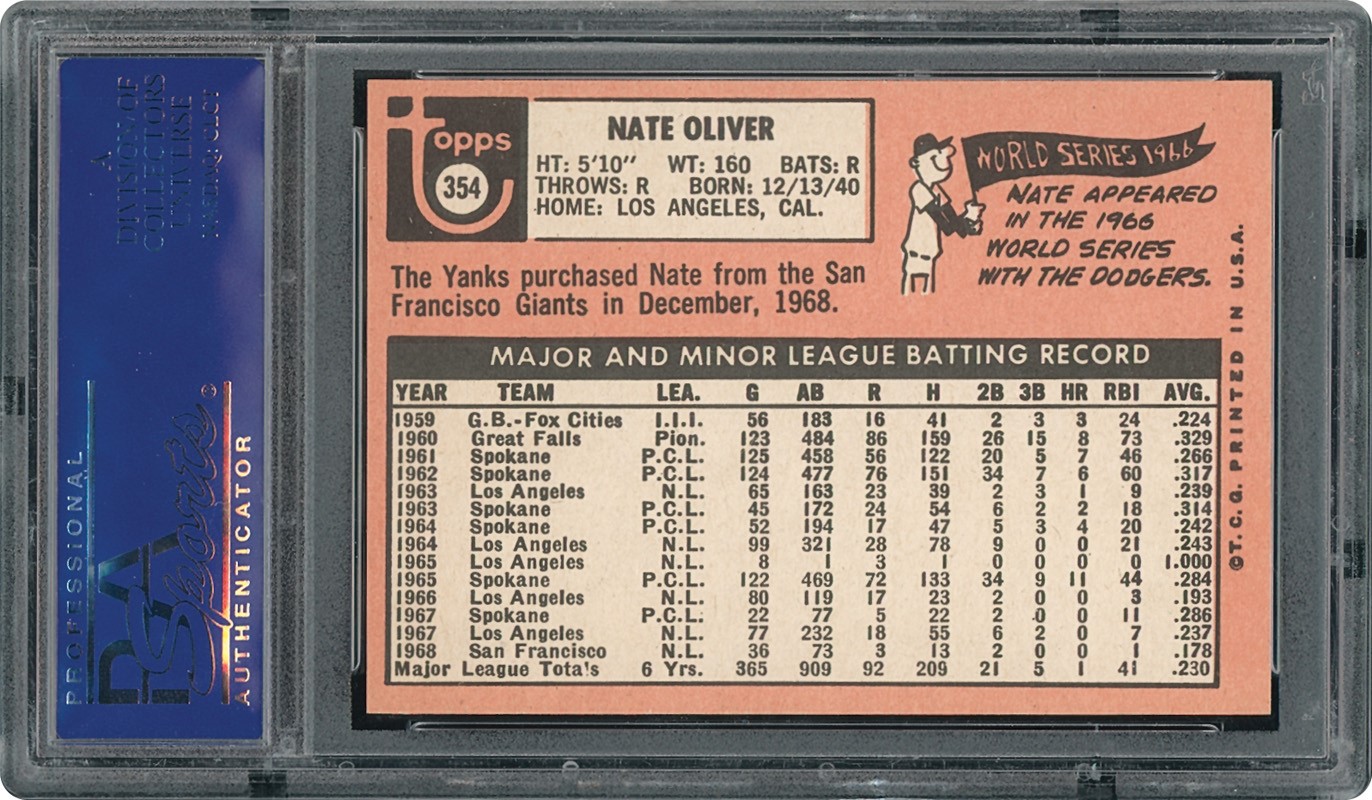 A
DIVISION OF
COLLECTORS
UNIVERSE
NASDAQ: CLCT
PROFESSIONAL
PSA
Sports ®
AUTHENTICATOR
topps
354
NATE OLIVER
HT: 5'10" WT: 160 BATS: R
THROWS: R BORN: 12/13/40
HOME: LOS ANGELES, CAL.
WORLD SERIES 1966
NATE APPEARED
IN THE 1966
WORLD SERIES
WITH THE DODGERS.
The Yanks purchased Nate from the San
Francisco Giants in December, 1968.
MAJOR AND MINOR LEAGUE BATTING RECORD
YEAR TEAM LEA. G AB R H 2B 3B HR RBI AVG.
1959 G.B.-Fox Cities I.I.I. 56 183 16 41 2 3 3 24 .224
1960 Great Falls Pion. 123 484 86 159 26 15 8 73 .329
1961 Spokane P.C.L. 125 458 56 122 20 5 7 46 .266
1962 Spokane P.C.L. 124 477 76 151 34 7 6 60 .317
1963 Los Angeles N.L. 65 163 23 39 2 3 1 9 .239
1963 Spokane P.C.L. 45 172 24 54 6 2 2 18 .314
1964 Spokane P.C.L. 52 194 17 47 5 3 4 20 .242
1964 Los Angeles N.L. 99 321 28 78 9 0 0 21 .243
1965 Los Angeles N.L. 8 1 3 1 0 0 0 0 1.000
1965 Spokane P.C.L. 122 469 72 133 34 9 11 44 .284
1966 Los Angeles N.L. 80 119 17 23 2 0 0 3 .193
1967 Spokane P.C.L. 22 77 5 22 2 0 0 11 .286
1967 Los Angeles N.L. 77 232 18 55 6 2 0 7 .237
1968 San Francisco N.L. 36 73 3 13 2 0 0 1 .178
Major League Tota's 6 Yrs. 365 909 92 209 21 5 1 41 .230
©T.C.G. PRINTED IN U.S.A.